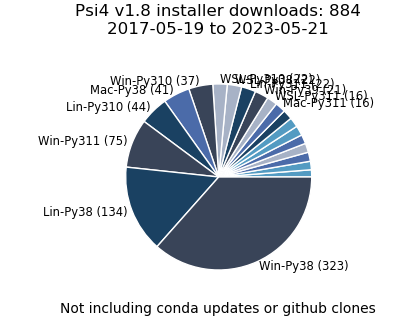 Psi4 v1.8 installer downloads: 884
2017-05-19 to 2023-05-21
Win-Py310 (37)
Mac-Py38 (41)
Lin-Py310 (44)
Win-Py311 (75)
Lin-Py38 (134)
Win-Py38 (323)
Mac-Py311 (16)
Not including conda updates or github clones